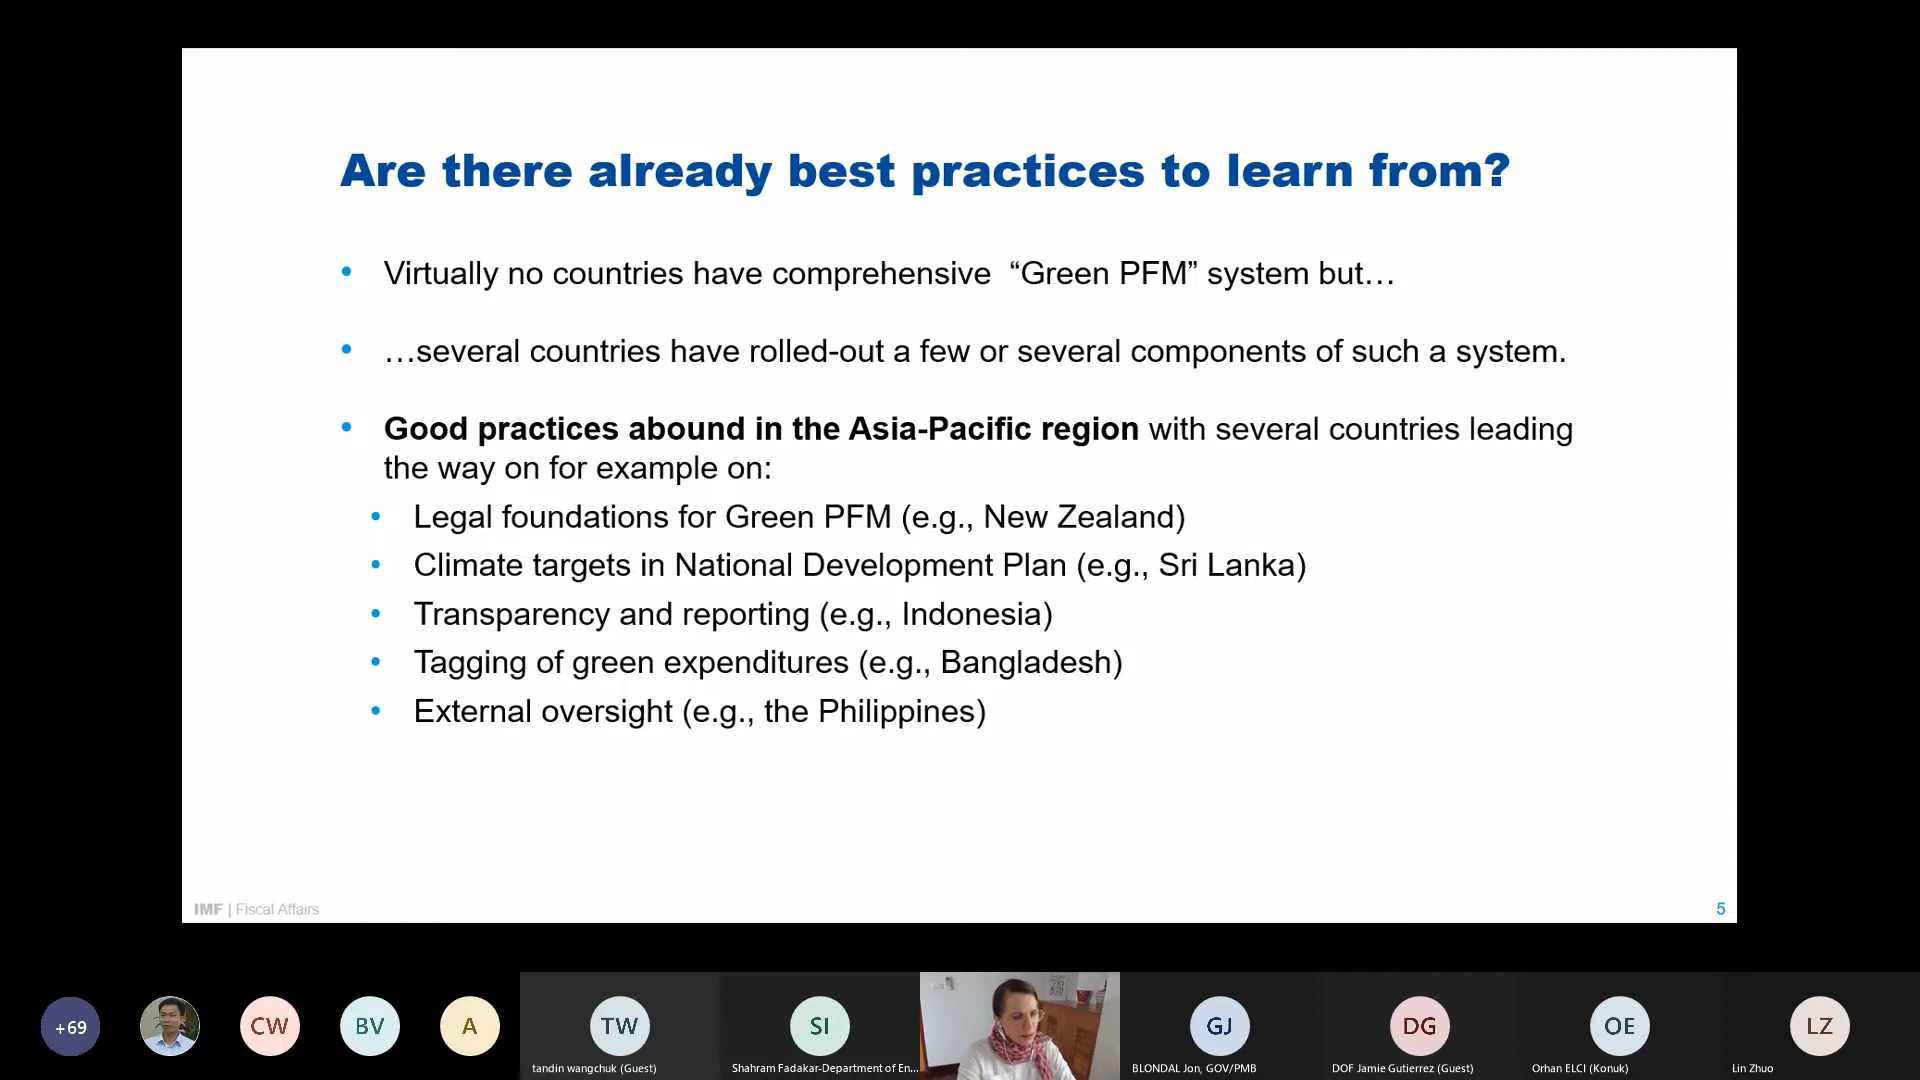 Are there already best practices to learn from?
• Virtually no countries have comprehensive “Green PFM” system but…
• …several countries have rolled-out a few or several components of such a system.
• Good practices abound in the Asia-Pacific region with several countries leading
the way on for example on:
• Legal foundations for Green PFM (e.g., New Zealand)
• Climate targets in National Development Plan (e.g., Sri Lanka)
• Transparency and reporting (e.g., Indonesia)
• Tagging of green expenditures (e.g., Bangladesh)
• External oversight (e.g., the Philippines)
IMF | Fiscal Affairs
5
+69
CW
BV
A
TW
SI
GJ
DG
OE
LZ
tandin wangchuk (Guest)
Shahram Fadakar-Department of En...
BLONDAL Jon, GOV/PMB
DOF Jamie Gutierrez (Guest)
Orhan ELCI (Konuk)
Lin Zhuo